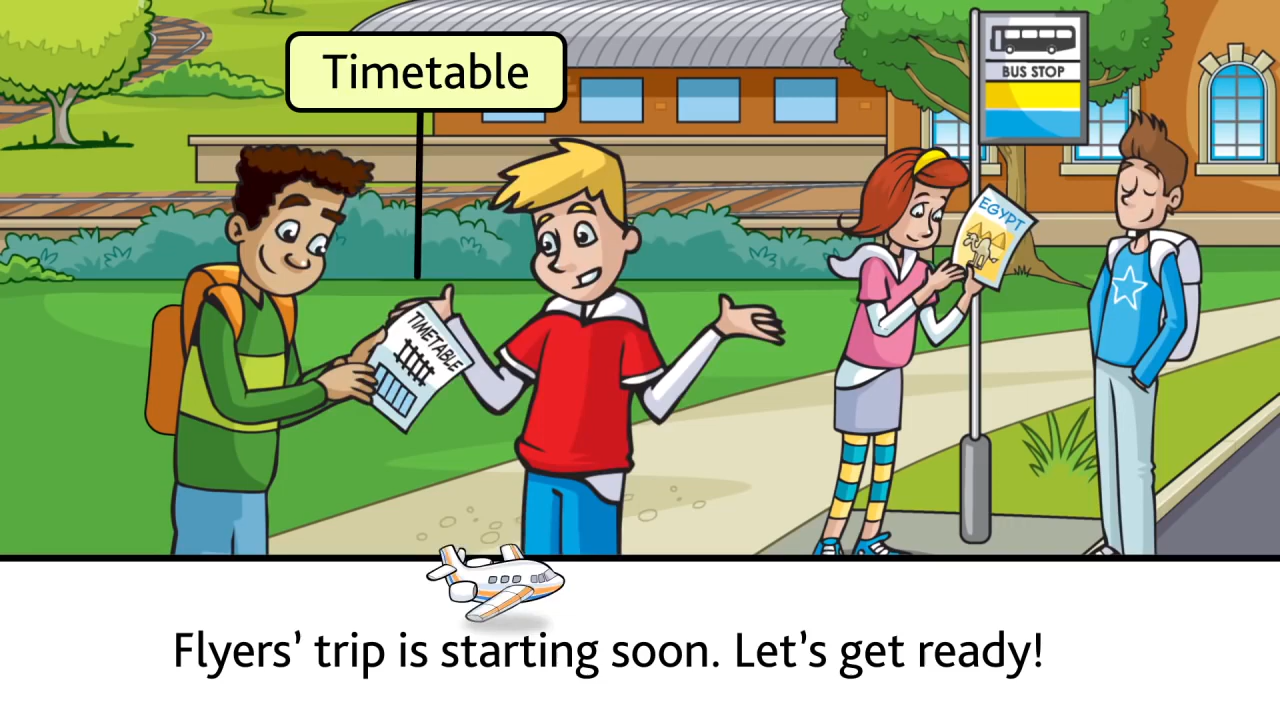 Timetable
BUS STOP
EGYPT
TIMETABLE
Flyers’ trip is starting soon. Let’s get ready!